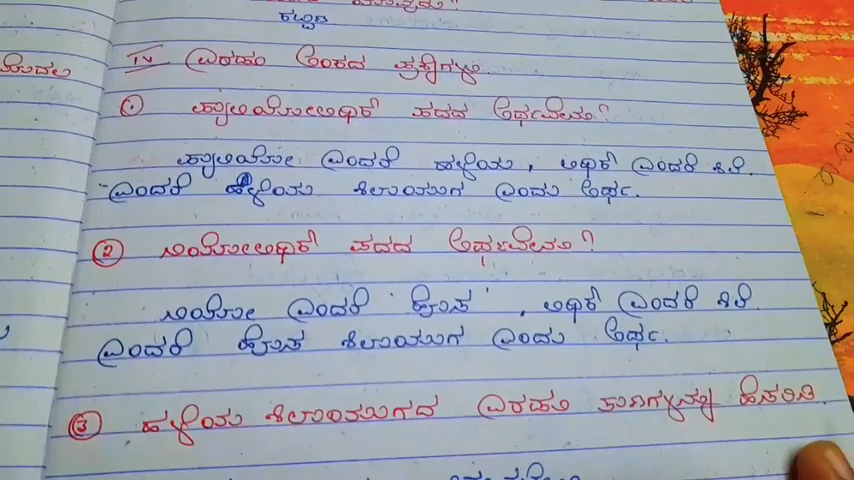 ಕಬ್ಬಿಣ
IV ಎರಡು ಅಂಕದ ಪ್ರಶ್ನೆಗಳು.
① ಪ್ಯಾಲಿಯೋಲಿಥಿಕ್ ಪದದ ಅರ್ಥವೇನು?
ಪ್ಯಾಲಿಯೋ ಎಂದರೆ ಹಳೆಯ, ಲಿಥಿಕ್ ಎಂದರೆ ಶಿಲೆ
ಎಂದರೆ ಹಳೆಯ ಶಿಲಾಯುಗ ಎಂದು ಅರ್ಥ.
② ನಿಯೋಲಿಥಿಕ್ ಪದದ ಅರ್ಥವೇನು?
ನಿಯೋ ಎಂದರೆ 'ಹೊಸ', ಲಿಥಿಕ್ ಎಂದರೆ ಶಿಲೆ
ಎಂದರೆ ಹೊಸ ಶಿಲಾಯುಗ ಎಂದು ಅರ್ಥ.
③ ಹಳೆಯ ಶಿಲಾಯುಗದ ಎರಡು ಹೆಸರಿಸಿ.